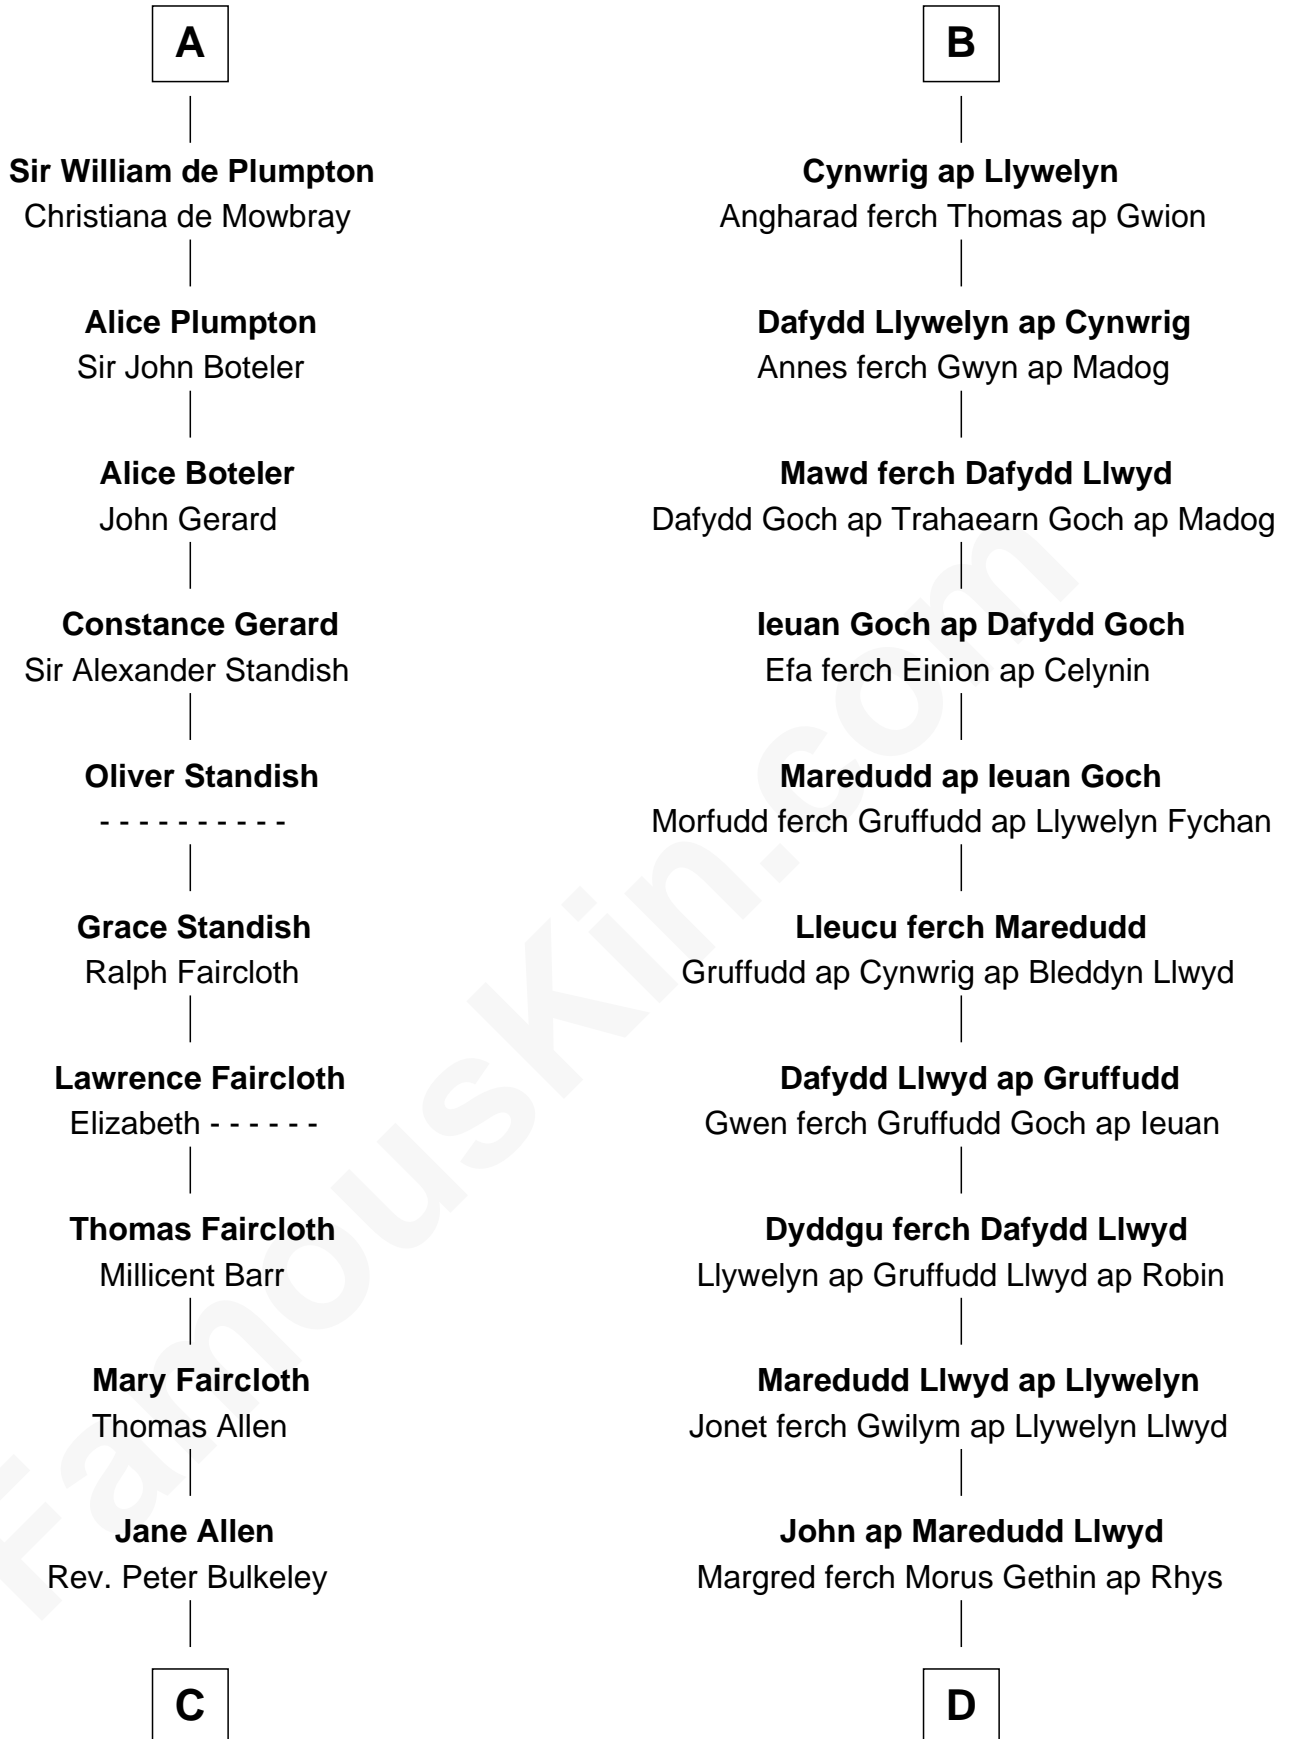 A
Sir William de Plumpton
Christiana de Mowbray
Alice Plumpton
Sir John Boteler
Alice Boteler
John Gerard
Constance Gerard
Sir Alexander Standish
Oliver Standish
- - - - - - - - - -
Grace Standish
Ralph Faircloth
Lawrence Faircloth
Elizabeth - - - - - -
Thomas Faircloth
Millicent Barr
Mary Faircloth
Thomas Allen
Jane Allen
Rev. Peter Bulkeley
C
B
Cynwrig ap Llywelyn
Angharad ferch Thomas ap Gwion
Dafydd Llywelyn ap Cynwrig
Annes ferch Gwyn ap Madog
Mawd ferch Dafydd Llwyd
Dafydd Goch ap Trahaearn Goch ap Madog
Ieuan Goch ap Dafydd Goch
Efa ferch Einion ap Celynin
Maredudd ap Ieuan Goch
Morfudd ferch Gruffudd ap Llywelyn Fychan
Lleucu ferch Maredudd
Gruffudd ap Cynwrig ap Bleddyn Llwyd
Dafydd Llwyd ap Gruffudd
Gwen ferch Gruffudd Goch ap Ieuan
Dyddgu ferch Dafydd Llwyd
Llywelyn ap Gruffudd Llwyd ap Robin
Maredudd Llwyd ap Llywelyn
Jonet ferch Gwilym ap Llywelyn Llwyd
John ap Maredudd Llwyd
Margred ferch Morus Gethin ap Rhys
D
FamousKin.com